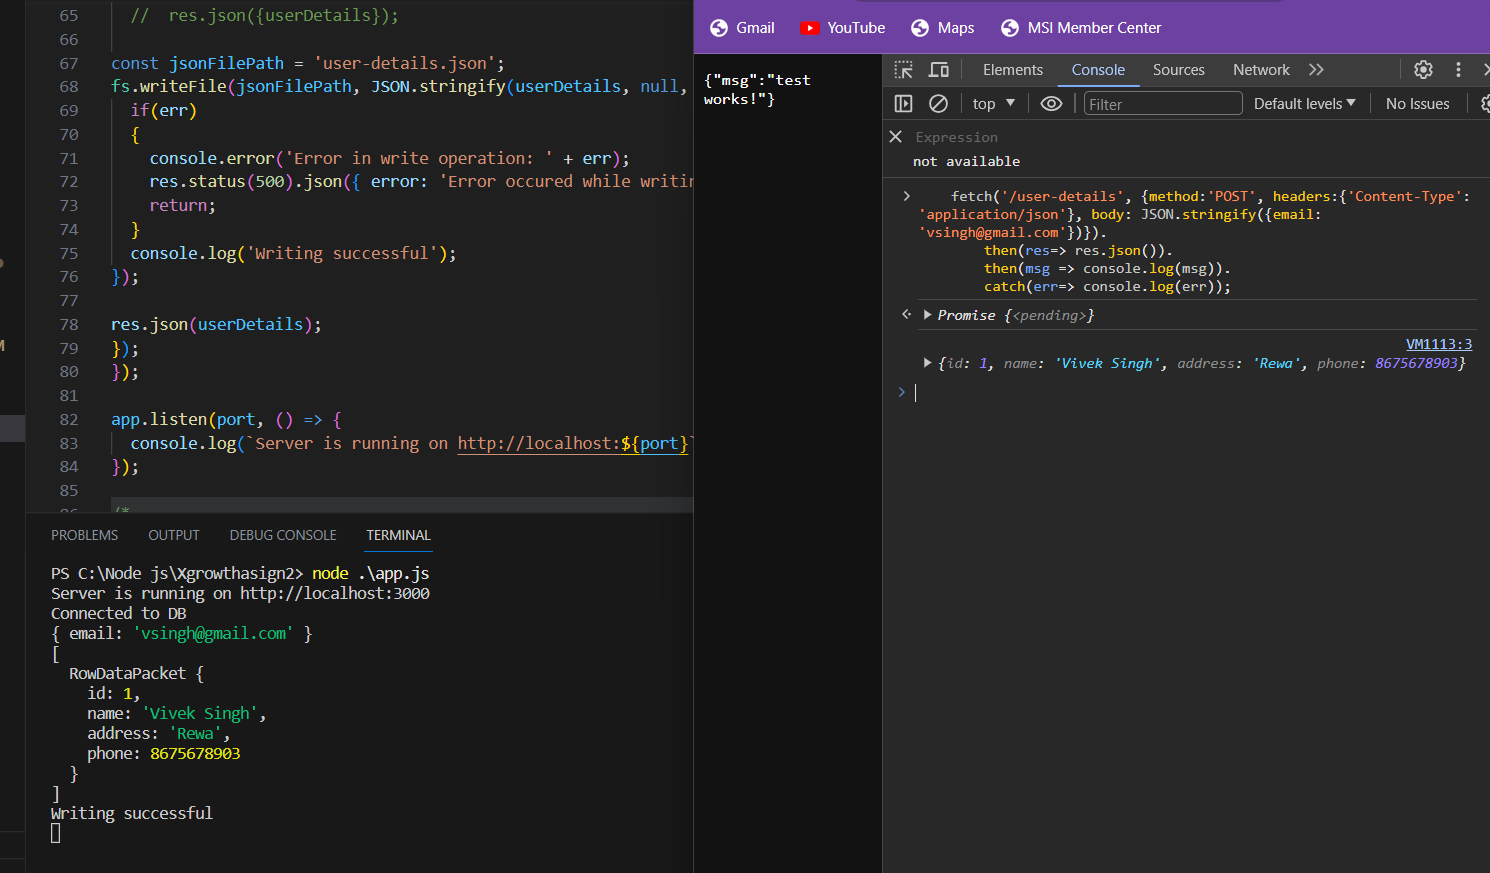 65 //  res.json({userDetails});
66
67 const jsonFilePath = 'user-details.json';
68 fs.writeFile(jsonFilePath, JSON.stringify(userDetails, null,
69 if(err)
70 {
71 console.error('Error in write operation: ' + err);
72 res.status(500).json({ error: 'Error occured while writin
73 return;
74 }
75 console.log('Writing successful');
76 });
77
78 res.json(userDetails);
79 });
80 });
81
82 app.listen(port, () => {
83 console.log(`Server is running on http://localhost:${port}`
84 });
85
86 /*
PROBLEMS OUTPUT DEBUG CONSOLE TERMINAL
PS C:\Node js\Xgrowthasign2> node .\app.js
Server is running on http://localhost:3000
Connected to DB
{ email: 'vsingh@gmail.com' }
[
RowDataPacket {
id: 1,
name: 'Vivek Singh',
address: 'Rewa',
phone: 8675678903
}
]
Writing successful
Gmail YouTube Maps MSI Member Center
{"msg":"test
works!"}
Elements Console Sources Network
top Filter Default levels No Issues
Expression
not available
fetch('/user-details', {method:'POST', headers:{'Content-Type':
'application/json'}, body: JSON.stringify({email:
'vsingh@gmail.com'})}).
then(res=> res.json()).
then(msg => console.log(msg)).
catch(err=> console.log(err));
Promise {<pending>}
VM1113:3
{id: 1, name: 'Vivek Singh', address: 'Rewa', phone: 8675678903}